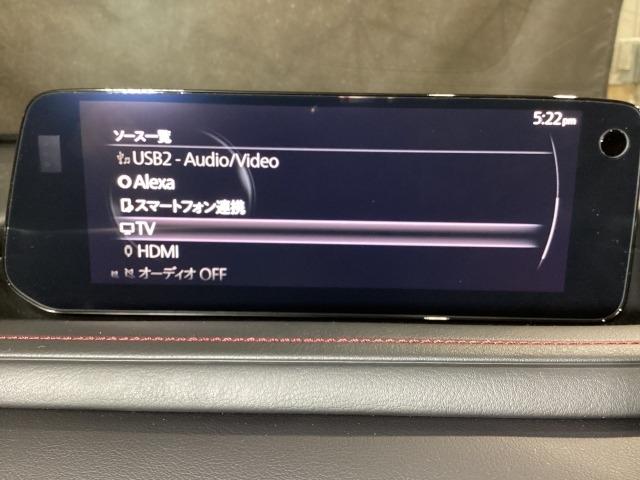 5:22pm
ソース一覧
USB2 - Audio/Video
Alexa
スマートフォン連携
TV
HDMI
オーディオ OFF